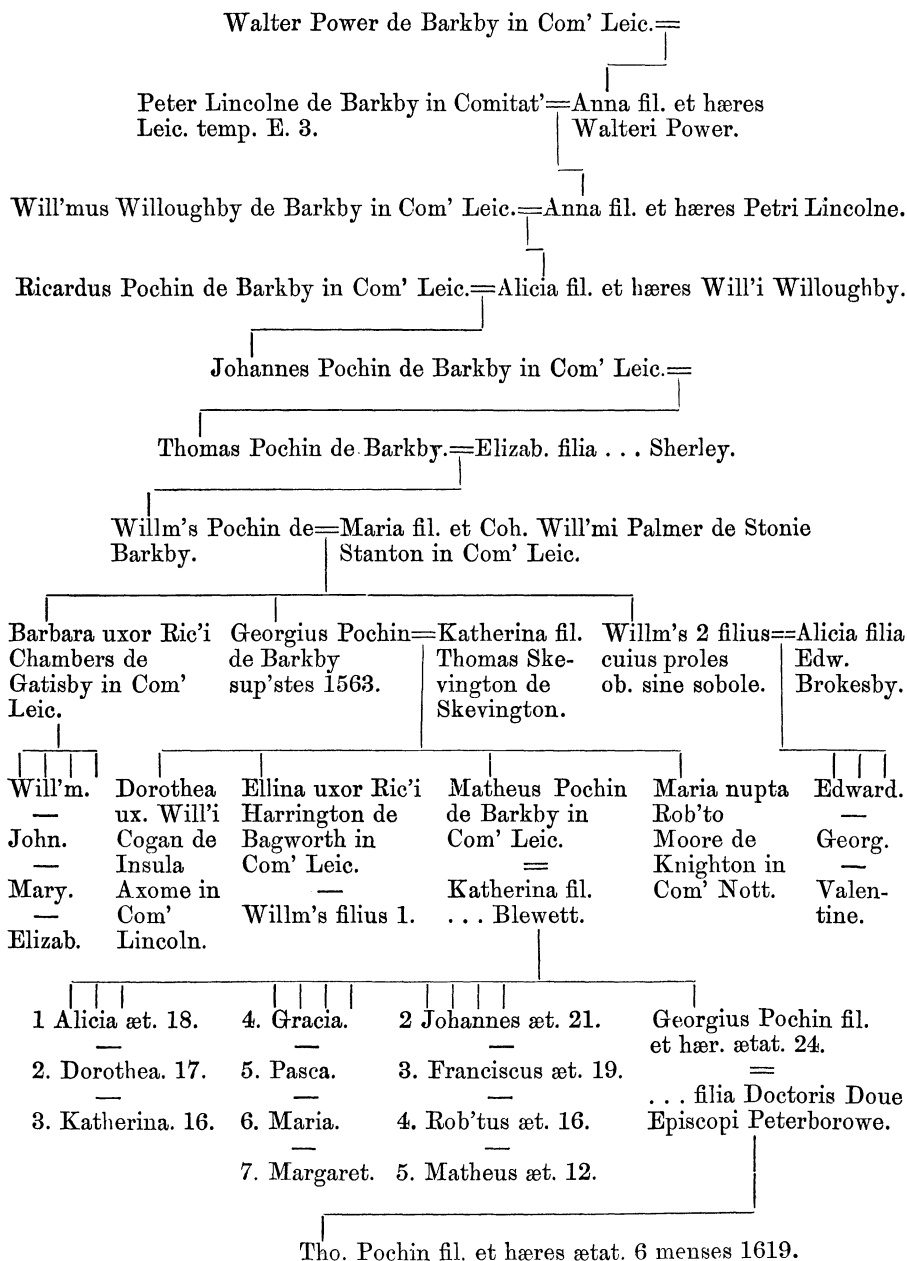 Walter Power de Barkby in Com' Leic.=
Peter Lincolne de Barkby in Comitat'=Anna fil. et hæres
Leic. temp. E. 3.
Walteri Power.
Will'mus Willoughby de Barkby in Com' Leic.=Anna fil. et hæres Petri Lincolne.
Ricardus Pochin de Barkby in Com' Leic.=Alicia fil. et hæres Will'i Willoughby.
Johannes Pochin de Barkby in Com' Leic.=
Thomas Pochin de Barkby.=Elizab. filia . . . Sherley.
Willm's Pochin de=Maria fil. et Coh. Will'mi Palmer de Stonie
Barkby.
Stanton in Com' Leic.
Barbara uxor Ric'i
Chambers de
Gatisby in Com'
Leic.
Georgius Pochin=
de Barkby
sup'stes 1563.
Katherina fil.
Thomas Ske-
vington de
Skevington.
Willm's 2 filius=
cuius proles
ob. sine sobole.
Alicia filia
Edw.
Brokesby.
Will'm.
—
John.
—
Mary.
—
Elizab.
Dorothea
ux. Will'i
Cogan de
Insula
Axome in
Com'
Lincoln.
Ellina uxor Ric'i
Harrington de
Bagworth in
Com' Leic.
—
Willm's filius 1.
Matheus Pochin
de Barkby in
Com' Leic.
=
Katherina fil.
. . . Blewett.
Maria nupta
Rob'to
Moore de
Knighton in
Com' Nott.
Edward.
—
Georg.
—
Valen-
tine.
1 Alicia æt. 18.
—
2. Dorothea. 17.
—
3. Katherina. 16.
4. Gracia.
—
5. Pasca.
—
6. Maria.
—
7. Margaret.
2 Johannes æt. 21.
—
3. Franciscus æt. 19.
—
4. Rob'tus æt. 16.
—
5. Matheus æt. 12.
Georgius Pochin fil.
et hær. ætat. 24.
=
. . . filia Doctoris Doue
Episcopi Peterborowe.
Tho. Pochin fil. et hæres ætat. 6 menses 1619.